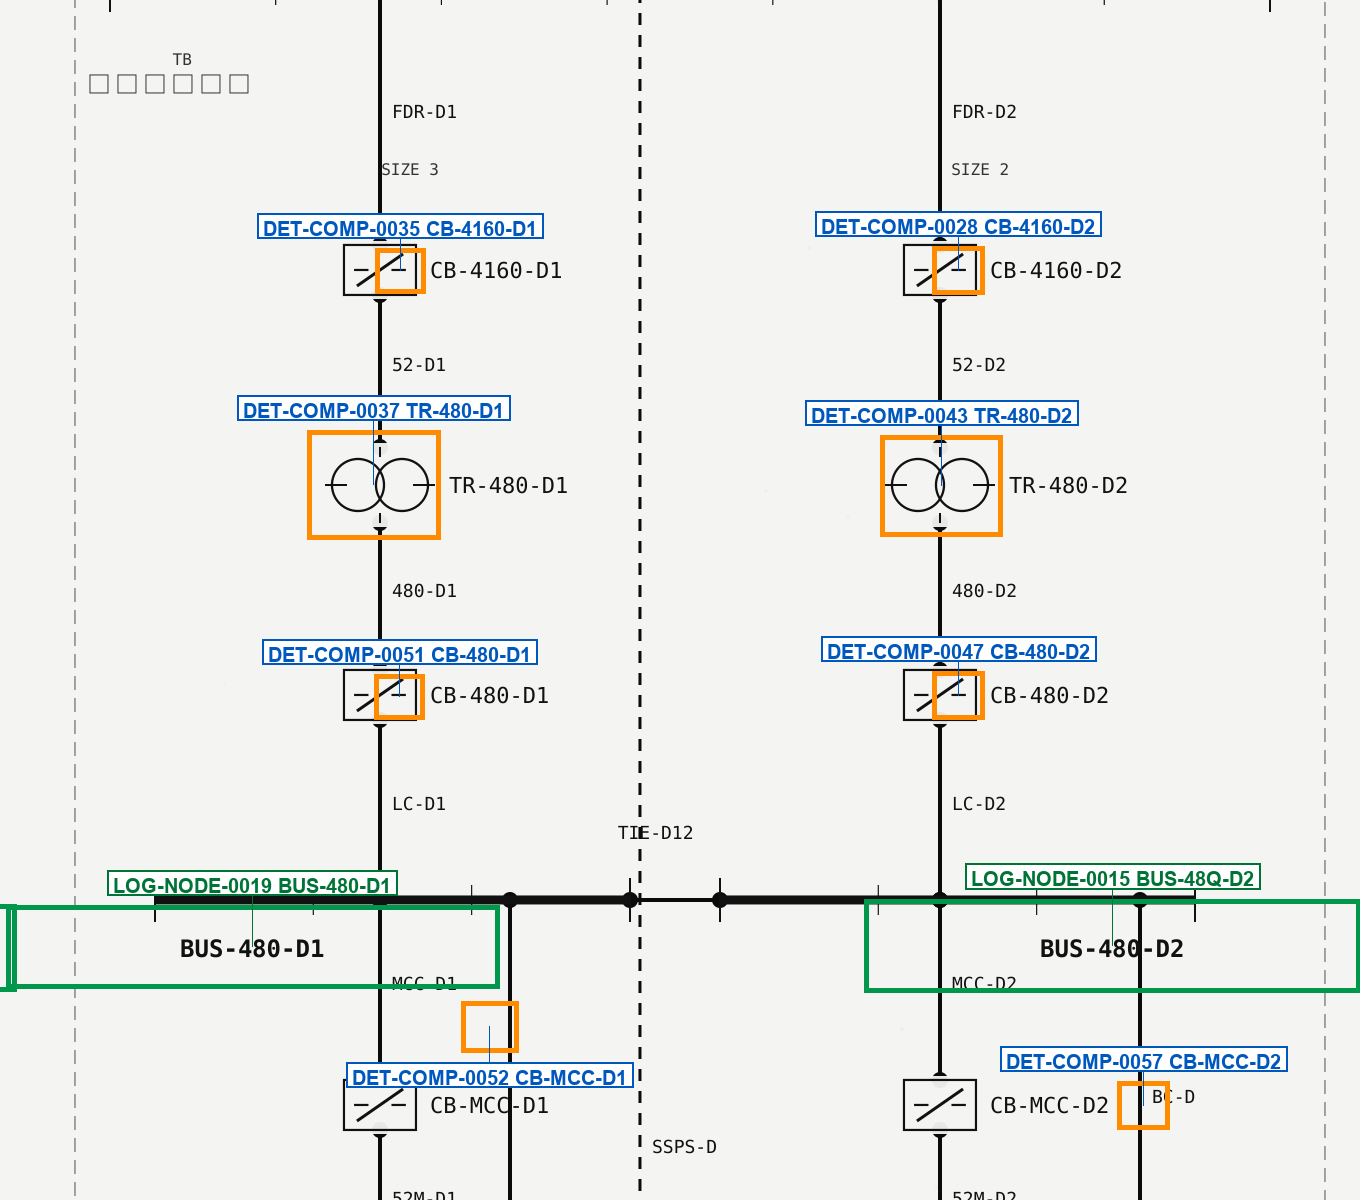 TB
FDR-D1
FDR-D2
SIZE 3
SIZE 2
DET-COMP-0035 CB-4160-D1
DET-COMP-0028 CB-4160-D2
CB-4160-D1
CB-4160-D2
52-D1
52-D2
DET-COMP-0037 TR-480-D1
DET-COMP-0043 TR-480-D2
TR-480-D1
TR-480-D2
480-D1
480-D2
DET-COMP-0051 CB-480-D1
DET-COMP-0047 CB-480-D2
CB-480-D1
CB-480-D2
LC-D1
LC-D2
TIE-D12
LOG-NODE-0019 BUS-480-D1
LOG-NODE-0015 BUS-48Q-D2
BUS-480-D1
BUS-480-D2
MCC-D1
MCC-D2
DET-COMP-0052 CB-MCC-D1
DET-COMP-0057 CB-MCC-D2
CB-MCC-D1
CB-MCC-D2
BC-D
SSPS-D
52M-D1
52M-D2